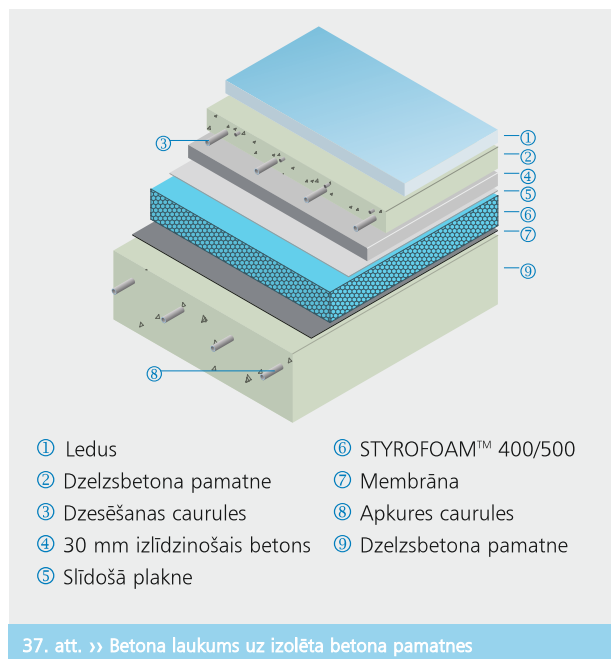 ③
①
②
④
⑤
⑥
⑦
⑨
⑧
① Ledus
② Dzelzsbetona pamatne
③ Dzesēšanas caurules
④ 30 mm izlīdzinošais betons
⑤ Slīdošā plakne
⑥ STYROFOAM™ 400/500
⑦ Membrāna
⑧ Apkures caurules
⑨ Dzelzsbetona pamatne
37. att. ›› Betona laukums uz izolēta betona pamatnes